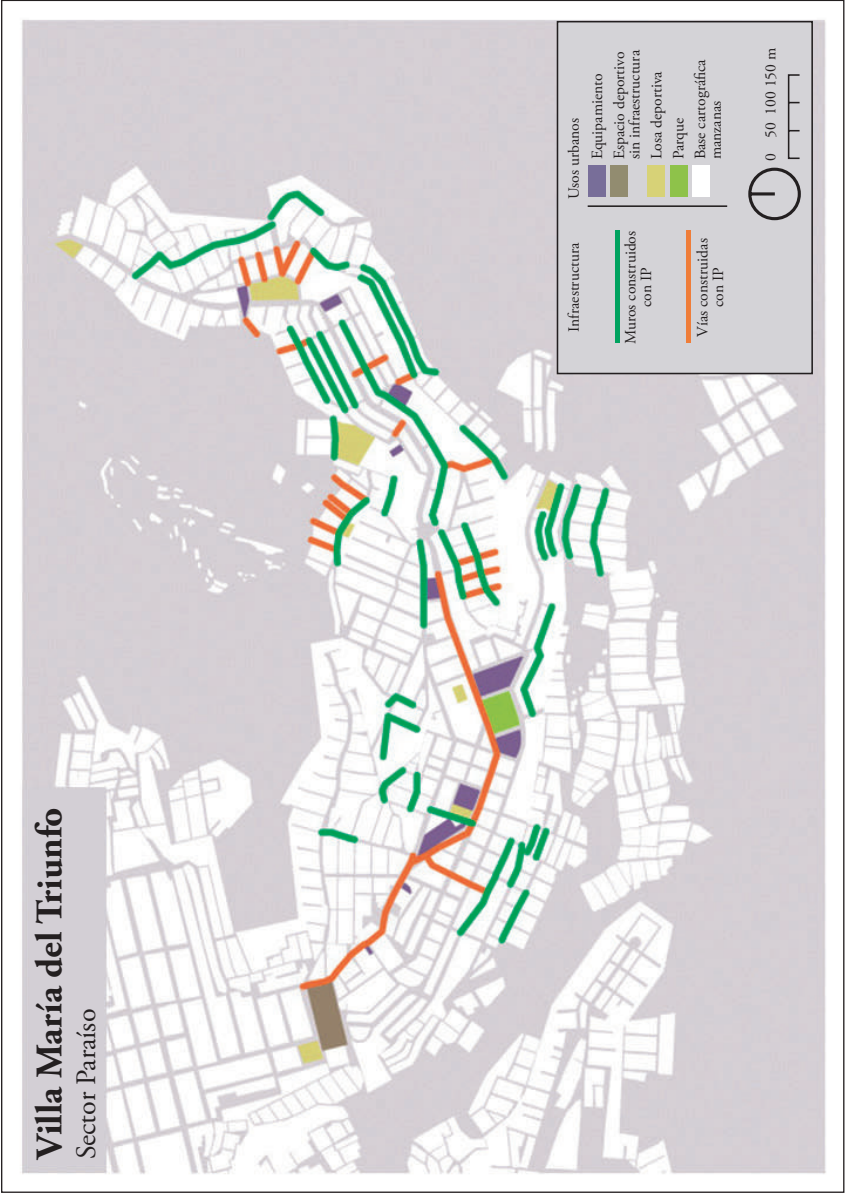 Villa María del Triunfo
Sector Paraíso
Infraestructura
Muros construidos
con IP
Vías construidas
con IP
Usos urbanos
Equipamiento
Espacio deportivo
sin infraestructura
Losa deportiva
Parque
Base cartográfica
manzanas
0 50 100 150 m